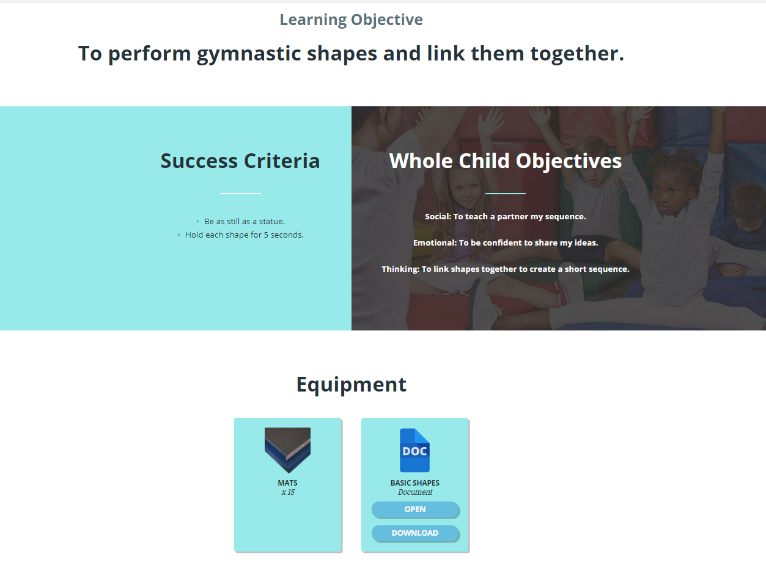 Learning Objective
To perform gymnastic shapes and link them together.
Success Criteria
• Be as still as a statue.
• Hold each shape for 5 seconds.
Whole Child Objectives
Social: To teach a partner my sequence.
Emotional: To be confident to share my ideas.
Thinking: To link shapes together to create a short sequence.
Equipment
MATS
x 15
DOC
BASIC SHAPES
Document
OPEN
DOWNLOAD